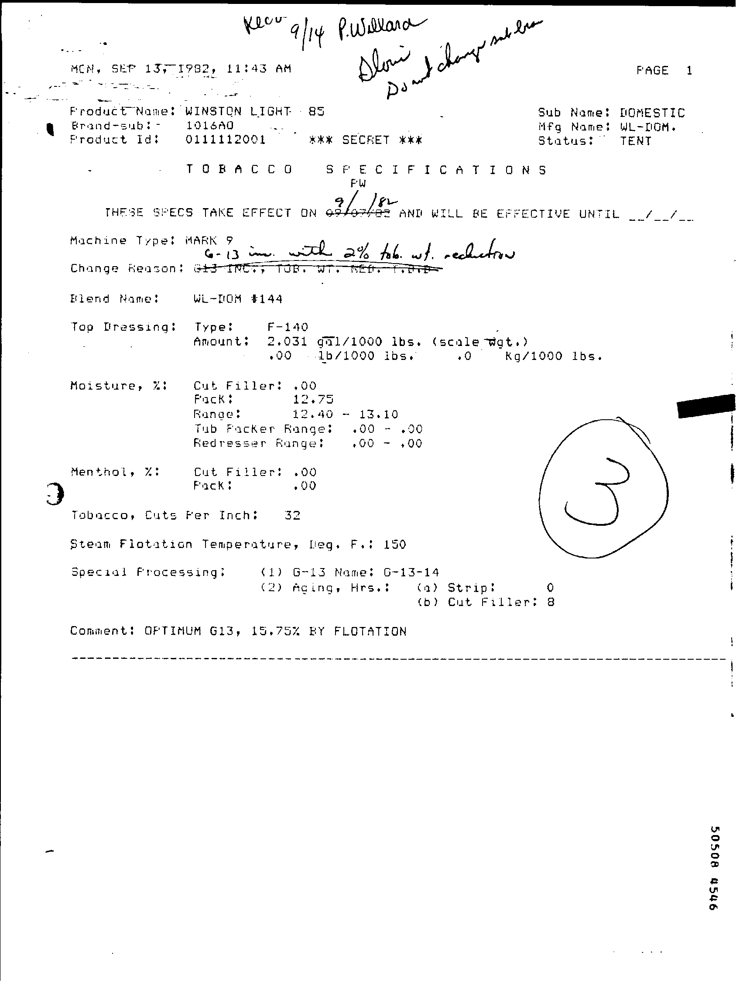 Recv 9/14 P. Willard
Do not change
MON, SEP 13, 1982, 11:43 AM PAGE 1
Product Name: WINSTON LIGHT 85 Sub Name: DOMESTIC
Brand-sub: 1016A0 Mfg Name: WL-DOM.
Product Id: 0111112001 *** SECRET *** Status: TENT
T O B A C C O S P E C I F I C A T I O N S
PW
9/ /82
THESE SPECS TAKE EFFECT ON 09/07/82 AND WILL BE EFFECTIVE UNTIL __/__/__
Machine Type: MARK 9
G-13 inc. with 2% tob. wt. reduction
Change Reason: G13 INC., TOB. WT. RED.
Blend Name: WL-DOM #144
Top Dressing: Type: F-140
Amount: 2.031 gal/1000 lbs. (scale wgt.)
.00 lb/1000 lbs. .0 Kg/1000 lbs.
Moisture, %: Cut Filler: .00
Pack: 12.75
Range: 12.40 - 13.10
Tub Packer Range: .00 - .00
Redresser Range: .00 - .00
Menthol, %: Cut Filler: .00
Pack: .00
3
Tobacco, Cuts Per Inch: 32
Steam Flotation Temperature, Deg. F.: 150
Special Processing: (1) G-13 Name: G-13-14
(2) Aging, Hrs.: (a) Strip: 0
(b) Cut Filler: 8
Comment: OPTIMUM G13, 15.75% BY FLOTATION
50508 4546